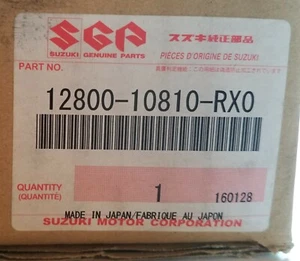 SGP
スズキ純正部品
SUZUKI GENUINE PARTS
PIÈCES D'ORIGINE DE SUZUKI
PART NO.
12800-10810-RX0
QUANTITY
(QUANTITÉ)
1
160128
MADE IN JAPAN/FABRIQUE AU JAPON
SUZUKI MOTOR CORPORATION